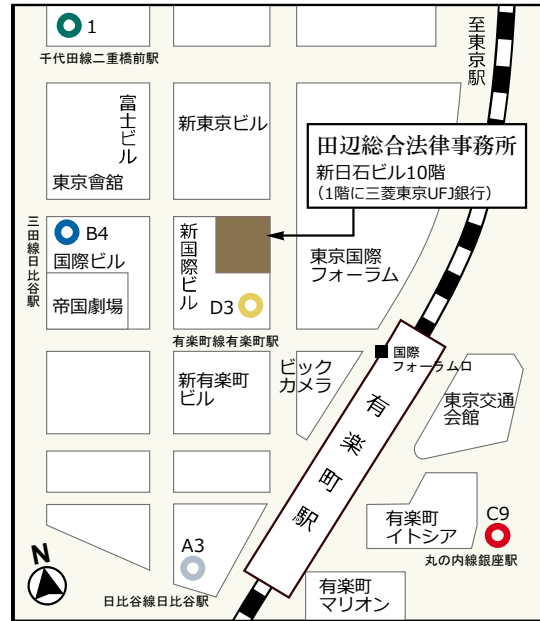 1
千代田線二重橋前駅
至東京駅
富士ビル
新東京ビル
東京會舘
田辺総合法律事務所
新日石ビル10階
(1階に三菱東京UFJ銀行)
三田線日比谷駅
B4
国際ビル
帝国劇場
新国際ビル
D3
東京国際
フォーラム
有楽町線有楽町駅
国際
フォーラム口
新有楽町
ビル
ビック
カメラ
有楽町駅
東京交通
会館
有楽町
イトシア
C9
丸の内線銀座駅
A3
日比谷線日比谷駅
N
有楽町
マリオン